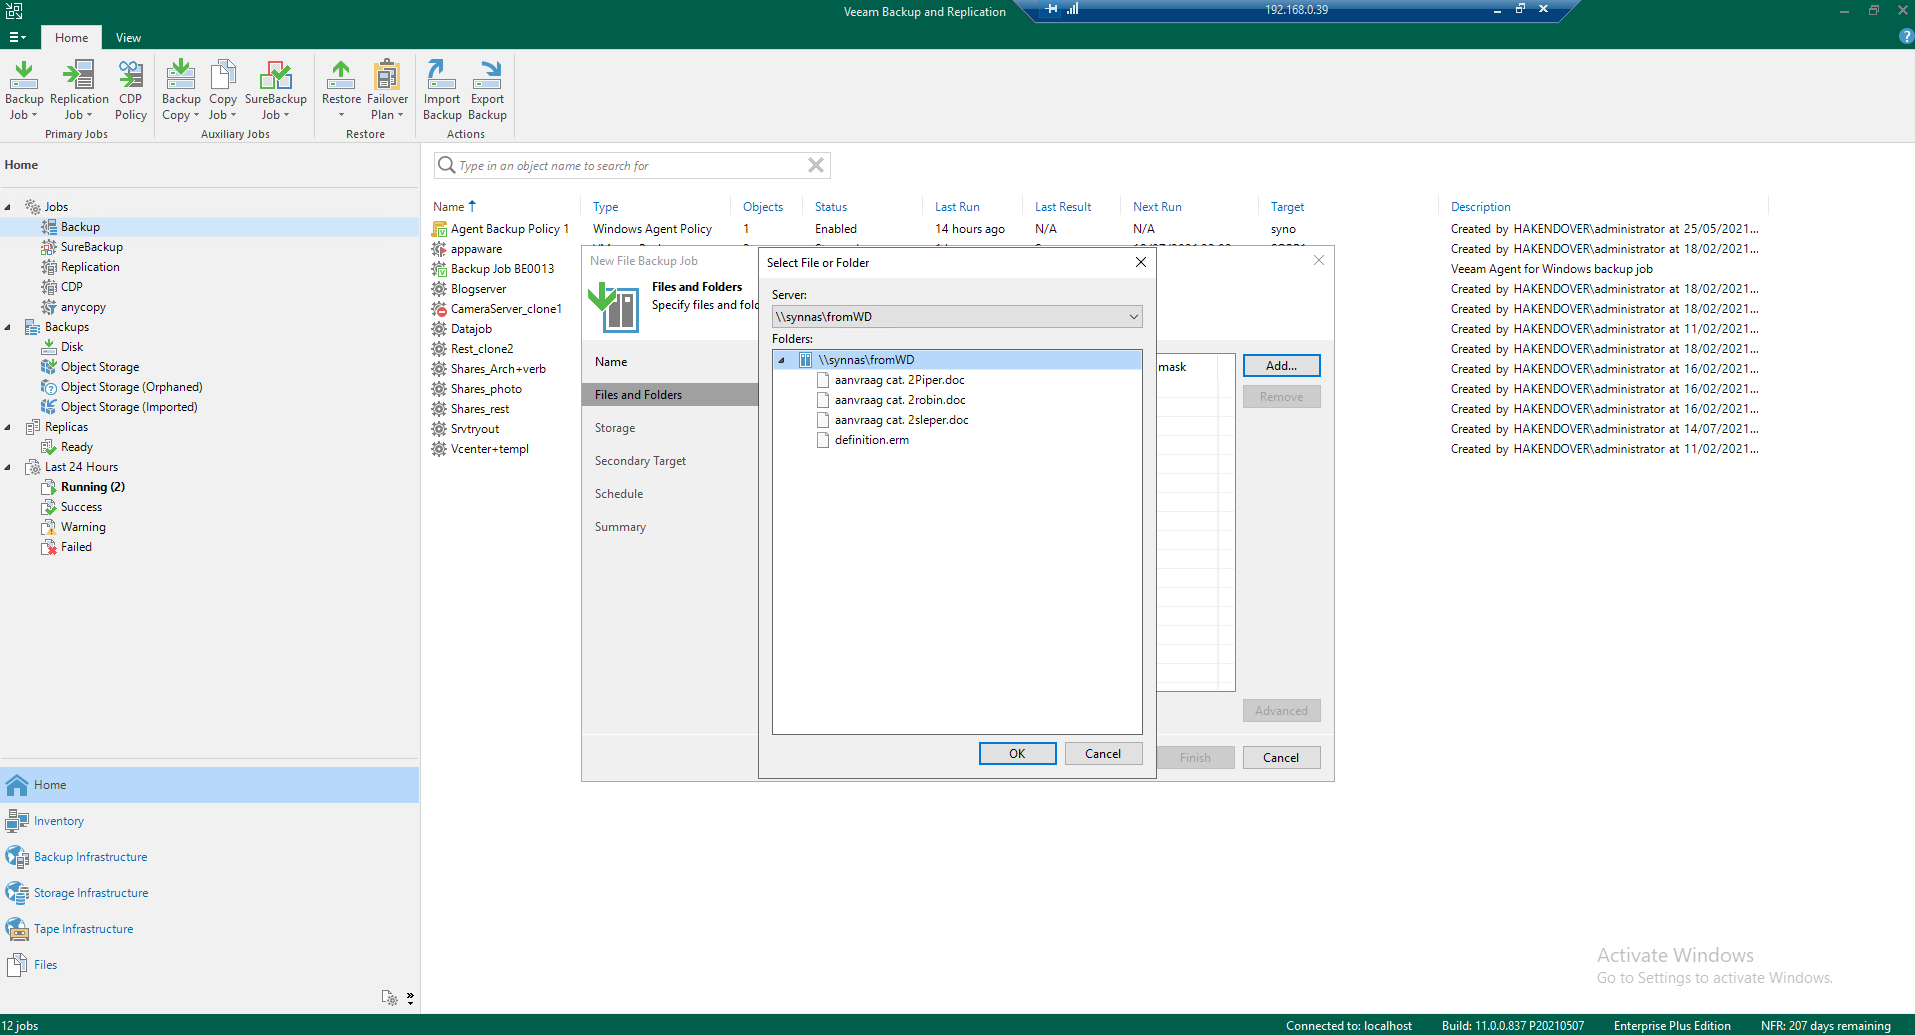 Veeam Backup and Replication
192.168.0.39
Home
View
Backup Job
Replication Job
CDP Policy
Backup Copy
Copy Job
SureBackup Job
Restore
Failover Plan
Import Backup
Export Backup
Primary Jobs
Auxiliary Jobs
Restore
Actions
Home
Jobs
Backup
SureBackup
Replication
CDP
anycopy
Backups
Disk
Object Storage
Object Storage (Orphaned)
Object Storage (Imported)
Replicas
Ready
Last 24 Hours
Running (2)
Success
Warning
Failed
Home
Inventory
Backup Infrastructure
Storage Infrastructure
Tape Infrastructure
Files
Type in an object name to search for
Name Type Objects Status Last Run Last Result Next Run Target Description
Agent Backup Policy 1 Windows Agent Policy 1 Enabled 14 hours ago N/A N/A syno Created by HAKENDOVER\administrator at 25/05/2021...
appaware Created by HAKENDOVER\administrator at 18/02/2021...
Backup Job BE0013 Veeam Agent for Windows backup job
Blogserver Created by HAKENDOVER\administrator at 18/02/2021...
CameraServer_clone1 Created by HAKENDOVER\administrator at 18/02/2021...
Datajob Created by HAKENDOVER\administrator at 11/02/2021...
Rest_clone2 Created by HAKENDOVER\administrator at 18/02/2021...
Shares_Arch+verb Created by HAKENDOVER\administrator at 16/02/2021...
Shares_photo Created by HAKENDOVER\administrator at 16/02/2021...
Shares_rest Created by HAKENDOVER\administrator at 16/02/2021...
Srvtryout Created by HAKENDOVER\administrator at 14/07/2021...
Vcenter+templ Created by HAKENDOVER\administrator at 11/02/2021...
New File Backup Job
Files and Folders
Specify files and fol
Name
Files and Folders
Storage
Secondary Target
Schedule
Summary
mask
Add...
Remove
Advanced
Finish
Cancel
Select File or Folder
Server:
\\synnas\fromWD
Folders:
\\synnas\fromWD
aanvraag cat. 2Piper.doc
aanvraag cat. 2robin.doc
aanvraag cat. 2sleper.doc
definition.erm
OK
Cancel
Activate Windows
Go to Settings to activate Windows.
12 jobs
Connected to: localhost
Build: 11.0.0.837 P20210507
Enterprise Plus Edition
NFR: 207 days remaining